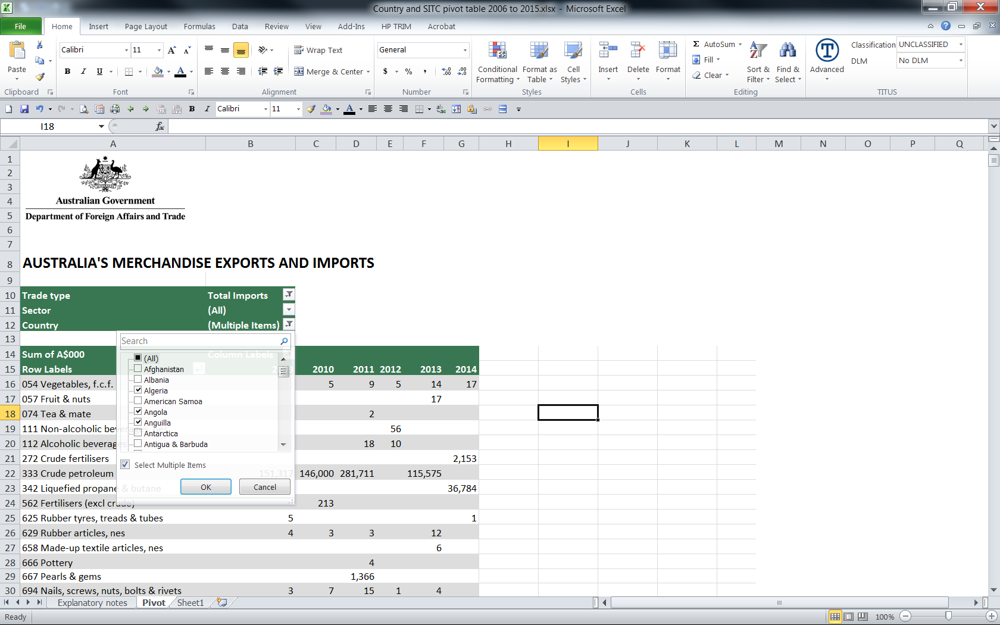 Country and SITC pivot table 2006 to 2015.xlsx - Microsoft Excel
File Home Insert Page Layout Formulas Data Review View Add-Ins HP TRIM Acrobat
Calibri 11 Wrap Text General AutoSum Classification UNCLASSIFIED
Fill DLM No DLM
Paste B I U Merge & Center $ % , Conditional Formatting Format as Table Cell Styles Insert Delete Format Clear Sort & Filter Find & Select Advanced
Clipboard Font Alignment Number Styles Cells Editing TITUS
B I Calibri 11 A
I18 fx
A B C D E F G H I J K L M N O P Q
1
2
3
4 Australian Government
5 Department of Foreign Affairs and Trade
6
7
8 AUSTRALIA'S MERCHANDISE EXPORTS AND IMPORTS
9
10 Trade type Total Imports
11 Sector (All)
12 Country (Multiple Items)
13
14 Sum of A$000 Column Labels
15 Row Labels 2010 2011 2012 2013 2014
16 054 Vegetables, f.c.f. 5 9 5 14 17
17 057 Fruit & nuts 17
18 074 Tea & mate 2
19 111 Non-alcoholic beverages 56
20 112 Alcoholic beverages 18 10
21 272 Crude fertilisers 2,153
22 333 Crude petroleum 151,317 146,000 281,711 115,575
23 342 Liquefied propane & butane 36,784
24 562 Fertilisers (excl crude) 213
25 625 Rubber tyres, treads & tubes 5 1
26 629 Rubber articles, nes 4 3 3 12
27 658 Made-up textile articles, nes 6
28 666 Pottery 4
29 667 Pearls & gems 1,366
30 694 Nails, screws, nuts, bolts & rivets 3 7 15 1 4
Search
(All)
Afghanistan
Albania
Algeria
American Samoa
Angola
Anguilla
Antarctica
Antigua & Barbuda
Select Multiple Items
OK Cancel
Explanatory notes Pivot Sheet1
Ready 100%